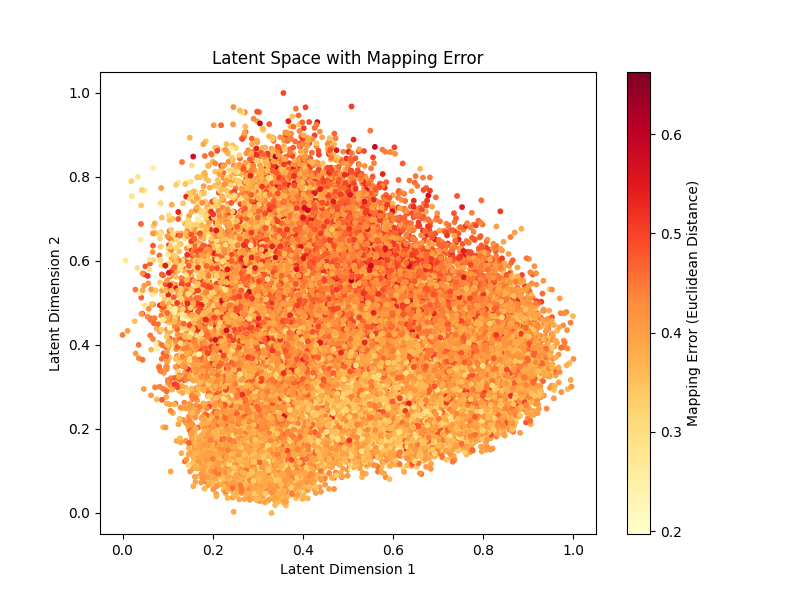 Latent Space with Mapping Error
1.0
0.8
0.6
0.4
0.2
0.0
Latent Dimension 2
0.0 0.2 0.4 0.6 0.8 1.0
Latent Dimension 1
0.6
0.5
0.4
0.3
0.2
Mapping Error (Euclidean Distance)